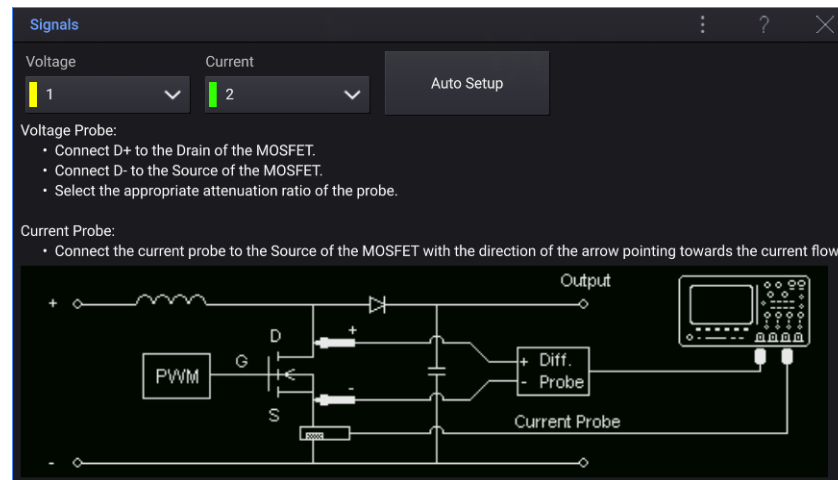 Signals
?
Voltage
Current
1
2
Auto Setup
Voltage Probe:
• Connect D+ to the Drain of the MOSFET.
• Connect D- to the Source of the MOSFET.
• Select the appropriate attenuation ratio of the probe.
Current Probe:
• Connect the current probe to the Source of the MOSFET with the direction of the arrow pointing towards the current flow
Output
+
D
+
G
PWM
+ Diff.
- Probe
-
S
Current Probe
-